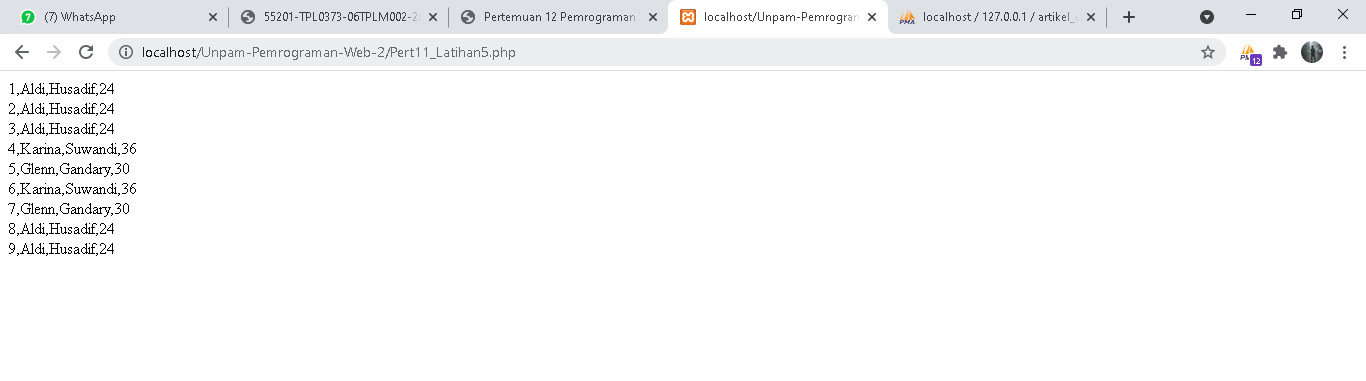 (7) WhatsApp
55201-TPL0373-06TPLM002-2
Pertemuan 12 Pemrograman
localhost/Unpam-Pemrogran
localhost / 127.0.0.1 / artikel_
localhost/Unpam-Pemrograman-Web-2/Pert11_Latihan5.php
PMA
12
1,Aldi,Husadif,24
2,Aldi,Husadif,24
3,Aldi,Husadif,24
4,Karina,Suwandi,36
5,Glenn,Gandary,30
6,Karina,Suwandi,36
7,Glenn,Gandary,30
8,Aldi,Husadif,24
9,Aldi,Husadif,24